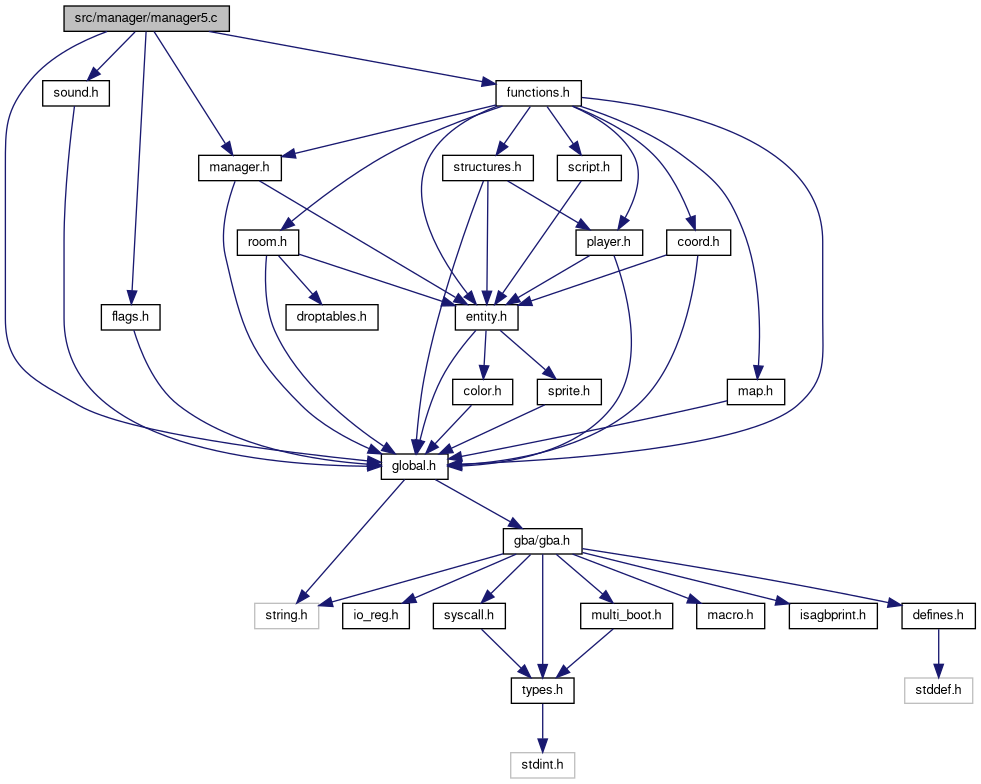 src/manager/manager5.c
sound.h
functions.h
manager.h
structures.h
script.h
room.h
player.h
coord.h
flags.h
droptables.h
entity.h
color.h
sprite.h
map.h
global.h
gba/gba.h
string.h
io_reg.h
syscall.h
multi_boot.h
macro.h
isagbprint.h
defines.h
types.h
stddef.h
stdint.h